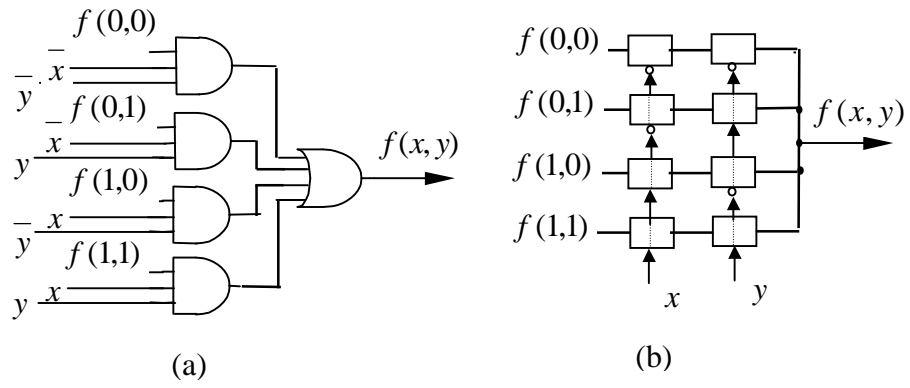 f(0,0)
x̄
ȳ
f(0,1)
x̄
y
f(1,0)
x
ȳ
f(1,1)
x
y
f(x, y)
(a)
f(0,0)
f(0,1)
f(1,0)
f(1,1)
x
y
f(x, y)
(b)